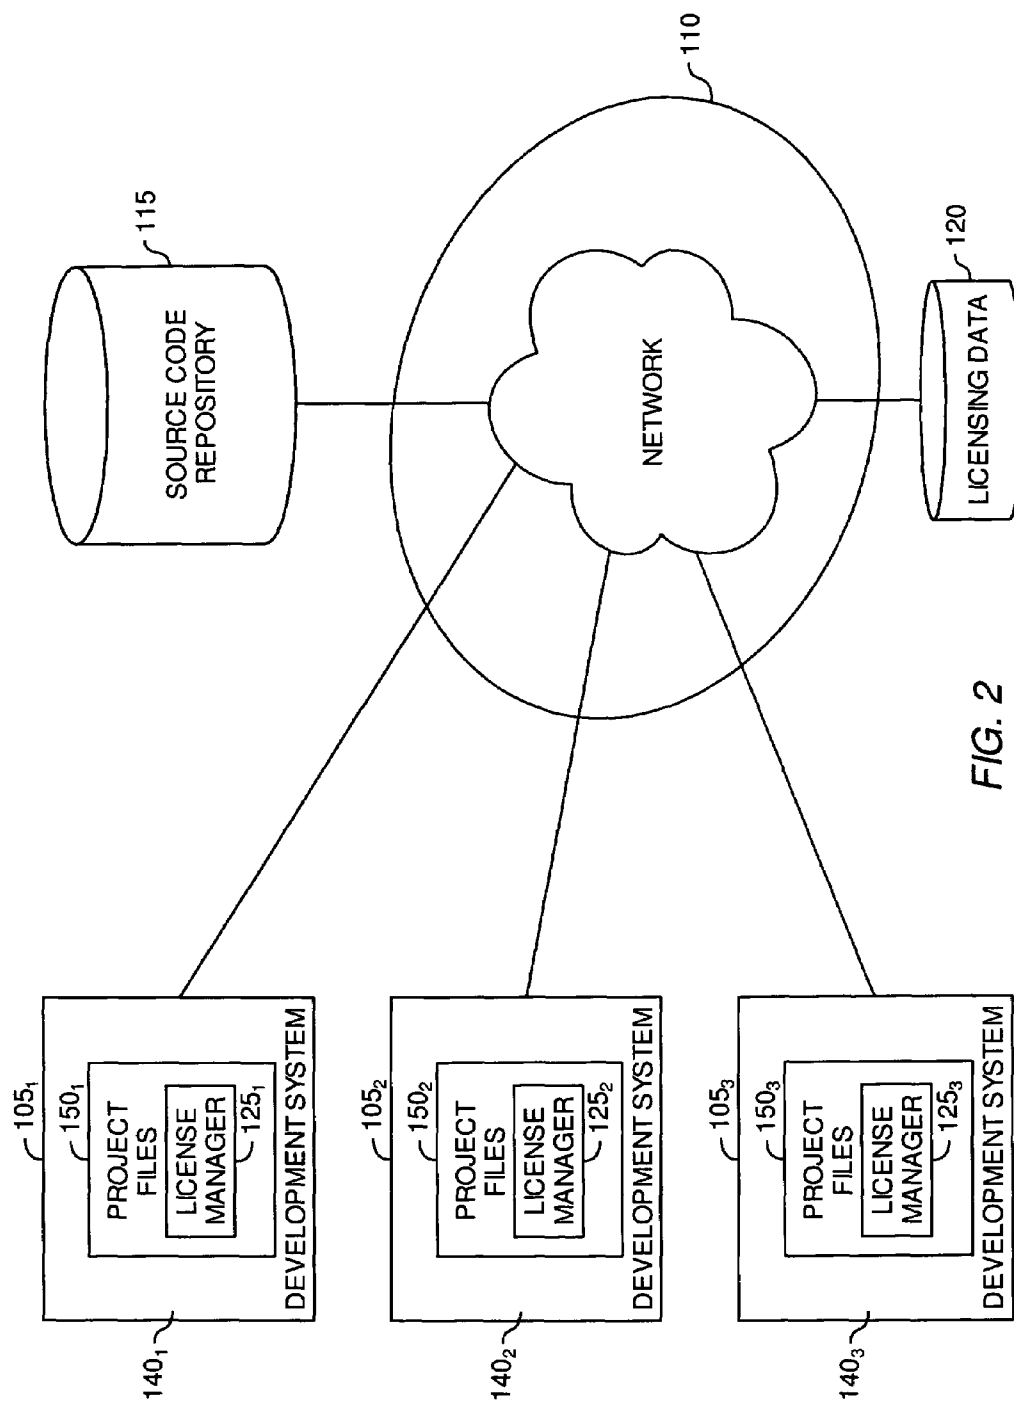 105₁
150₁
PROJECT
FILES
LICENSE
MANAGER
125₁
DEVELOPMENT SYSTEM
140₁
105₂
150₂
PROJECT
FILES
LICENSE
MANAGER
125₂
DEVELOPMENT SYSTEM
140₂
105₃
150₃
PROJECT
FILES
LICENSE
MANAGER
125₃
DEVELOPMENT SYSTEM
140₃
115
SOURCE CODE
REPOSITORY
110
NETWORK
120
LICENSING DATA
FIG. 2